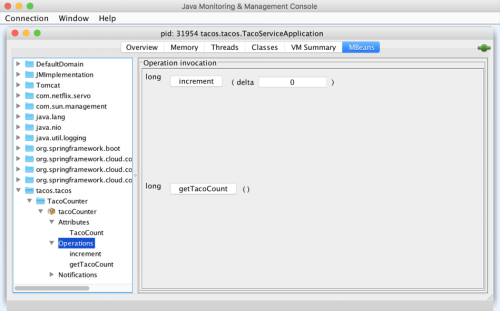 Java Monitoring & Management Console
Connection Window Help
pid: 31954 tacos.tacos.TacoServiceApplication
Overview Memory Threads Classes VM Summary MBeans
DefaultDomain
JMImplementation
Tomcat
com.netflix.servo
com.sun.management
java.lang
java.nio
java.util.logging
org.springframework.boot
org.springframework.cloud.co
org.springframework.cloud.co
org.springframework.cloud.co
tacos.tacos
TacoCounter
tacoCounter
Attributes
TacoCount
Operations
increment
getTacoCount
Notifications
Operation invocation
long increment ( delta 0 )
long getTacoCount ()